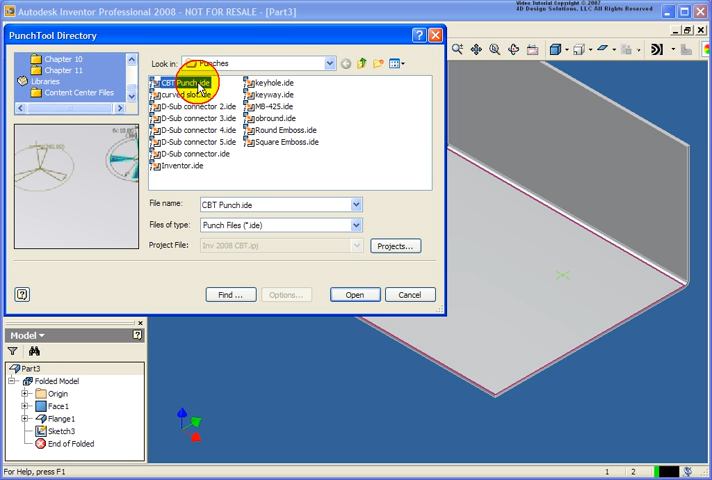 Autodesk Inventor Professional 2008 - NOT FOR RESALE - [Part3]
Video Tutorial Copyright © 2007
4D Design Solutions, All Rights Reserved.
PunchTool Directory
Chapter 10
Chapter 11
Libraries
Content Center Files
Look in:
Punches
CBT Punch.ide
curved slot.ide
D-Sub connector 2.ide
D-Sub connector 3.ide
D-Sub connector 4.ide
D-Sub connector 5.ide
D-Sub connector.ide
Inventor.ide
keyhole.ide
keyway.ide
MB-425.ide
obround.ide
Round Emboss.ide
Square Emboss.ide
File name:
CBT Punch.ide
Files of type:
Punch Files (*.ide)
Project File:
Inv 2008 CBT.ipj
Projects...
Find ...
Options...
Open
Cancel
Model
Part3
Folded Model
Origin
Face1
Flange1
Sketch3
End of Folded
For Help, press F1
1
2